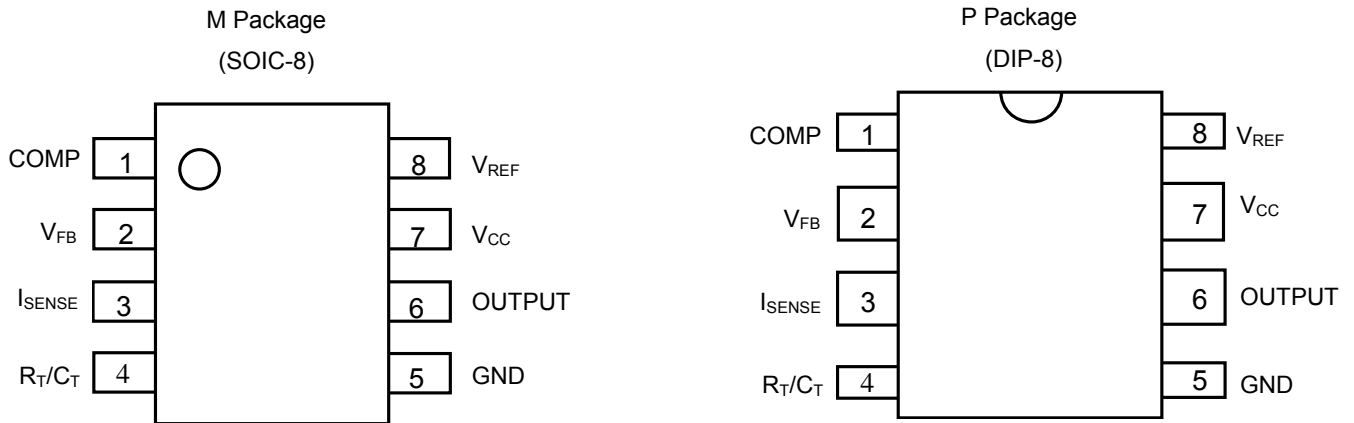 M Package
(SOIC-8)
COMP 1
8 VREF
VFB 2
7 VCC
ISENSE 3
6 OUTPUT
RT/CT 4
5 GND
P Package
(DIP-8)
COMP 1
8 VREF
VFB 2
7 VCC
ISENSE 3
6 OUTPUT
RT/CT 4
5 GND